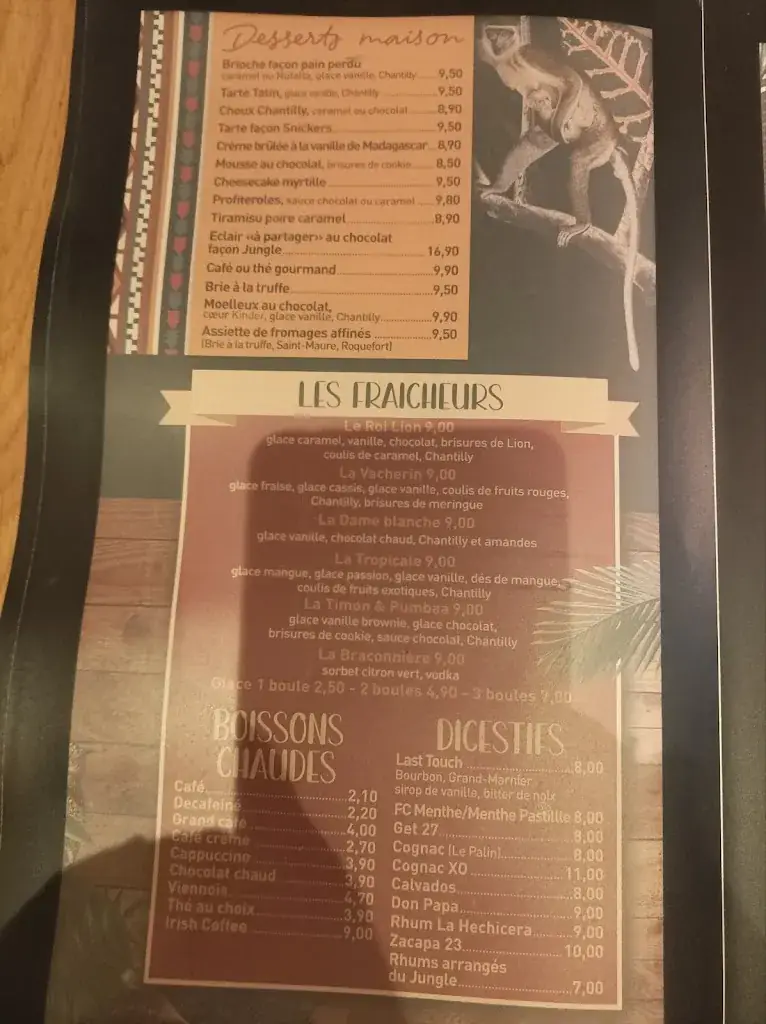 Desserts maison
Brioche façon pain perdu
caramel ou Nutella, glace vanille, Chantilly.....9,50
Tarte Tatin, glace vanille, Chantilly.....9,50
Choux Chantilly, caramel ou chocolat.....8,90
Tarte façon Snickers.....9,50
Crème brûlée à la vanille de Madagascar..8,90
Mousse au chocolat, brisures de cookie.....8,50
Cheesecake myrtille.....9,50
Profiteroles, sauce chocolat ou caramel.....9,80
Tiramisu poire caramel.....8,90
Eclair «à partager» au chocolat
façon Jungle.....16,90
Café ou thé gourmand.....9,90
Brie à la truffe.....9,50
Moelleux au chocolat,
cœur Kinder, glace vanille, Chantilly.....9,90
Assiette de fromages affinés.....9,50
(Brie à la truffe, Saint-Maure, Roquefort)
LES FRAICHEURS
Le Roi Lion 9,00
glace caramel, vanille, chocolat, brisures de Lion,
coulis de caramel, Chantilly
La Vacherin 9,00
glace fraise, glace cassis, glace vanille, coulis de fruits rouges,
Chantilly, brisures de meringue
La Dame blanche 9,00
glace vanille, chocolat chaud, Chantilly et amandes
La Tropicale 9,00
glace mangue, glace passion, glace vanille, dés de mangue,
coulis de fruits exotiques, Chantilly
La Timon & Pumbaa 9,00
glace vanille brownie, glace chocolat,
brisures de cookie, sauce chocolat, Chantilly
La Braconnière 9,00
sorbet citron vert, vodka
Glace 1 boule 2,50 - 2 boules 4,90 - 3 boules 9,00
BOISSONS
CHAUDES
Café.....2,10
Decafeiné.....2,20
Grand café.....4,00
Café crème.....2,70
Cappuccino.....3,90
Chocolat chaud.....3,90
Viennois.....4,70
Thé au choix.....3,90
Irish Coffee.....9,00
DIGESTIFS
Last Touch.....8,00
Bourbon, Grand-Marnier,
sirop de vanille, bitter de noix
FC Menthe/Menthe Pastille 8,00
Get 27.....8,00
Cognac (Le Palin).....8,00
Cognac XO.....11,00
Calvados.....8,00
Don Papa.....9,00
Rhum La Hechicera.....9,00
Zacapa 23.....10,00
Rhums arrangés
du Jungle.....7,00